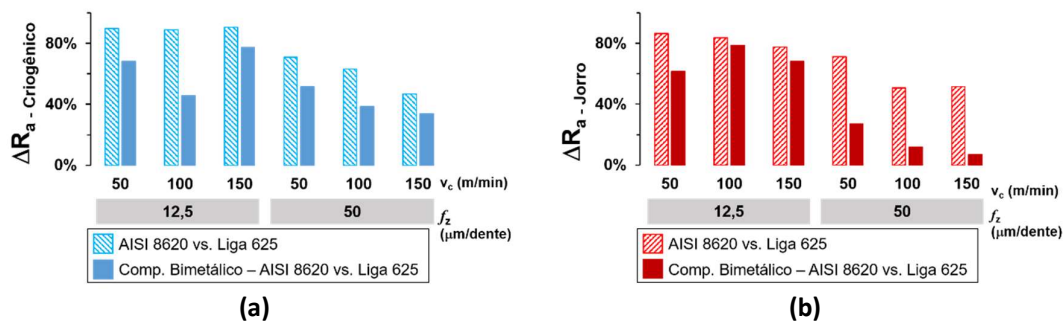 ΔRa - Criogênico
80%
40%
0%
50 100 150 50 100 150 vc (m/min)
12,5 50 fz (μm/dente)
AISI 8620 vs. Liga 625
Comp. Bimetálico – AISI 8620 vs. Liga 625
(a)
ΔRa - Jorro
80%
40%
0%
50 100 150 50 100 150 vc (m/min)
12,5 50 fz (μm/dente)
AISI 8620 vs. Liga 625
Comp. Bimetálico – AISI 8620 vs. Liga 625
(b)